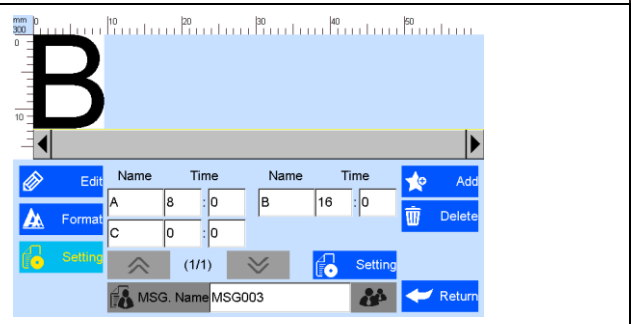 mm 0 10 20 30 40 50
300
0
B
10
Edit Name Time Name Time Add
A 8 : 0 B 16 : 0
Format Delete
C 0 : 0
Setting (1/1) Setting
MSG. Name MSG003 Return